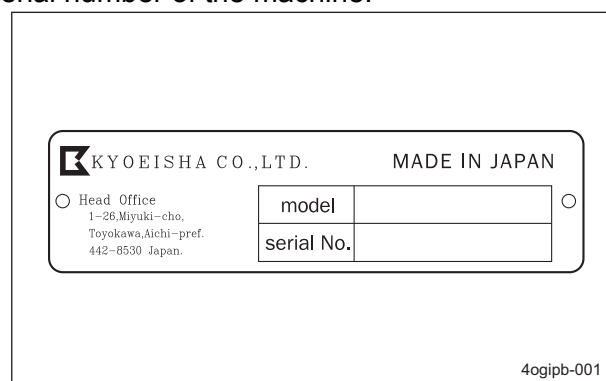 serial number of the machine.
KYOEISHA CO.,LTD. MADE IN JAPAN
Head Office
1-26,Miyuki-cho,
Toyokawa,Aichi-pref.
442-8530 Japan.
model
serial No.
4ogipb-001